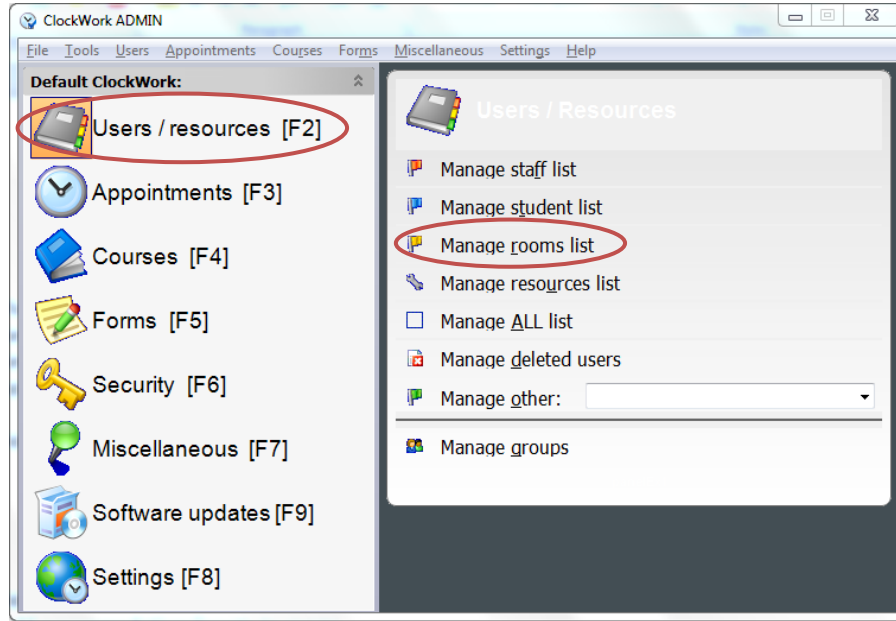 ClockWork ADMIN
File Tools Users Appointments Courses Forms Miscellaneous Settings Help
Default ClockWork:
Users / resources [F2]
Appointments [F3]
Courses [F4]
Forms [F5]
Security [F6]
Miscellaneous [F7]
Software updates [F9]
Settings [F8]
Users / Resources
Manage staff list
Manage student list
Manage rooms list
Manage resources list
Manage ALL list
Manage deleted users
Manage other:
Manage groups